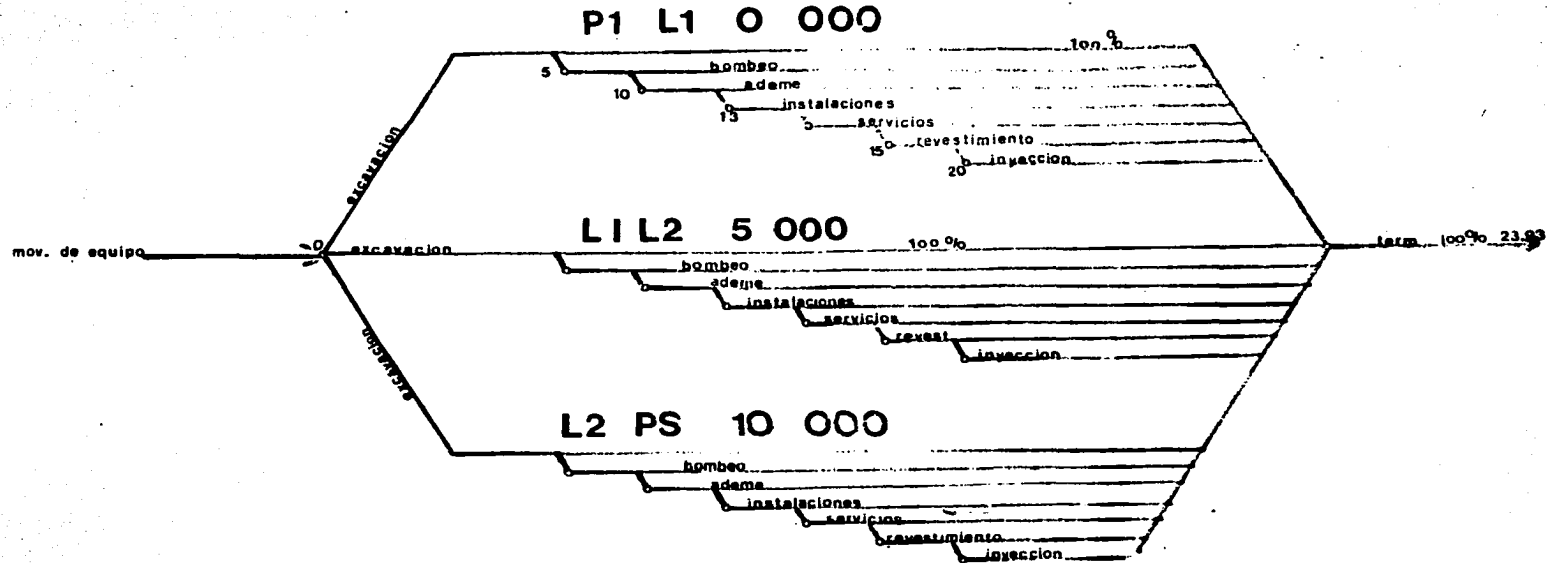 P1 L1 0 000
100 %
5 bombeo
10 ademe
13 instalaciones
servicios
15 revestimiento
20 inyeccion
excavacion
mov. de equipo
0 excavacion
L1 L2 5 000
100 %
term 100% 23.93
bombeo
ademe
instalaciones
servicios
revest
inyeccion
excavacion
L2 PS 10 000
bombeo
ademe
instalaciones
servicios
revestimiento
inyeccion